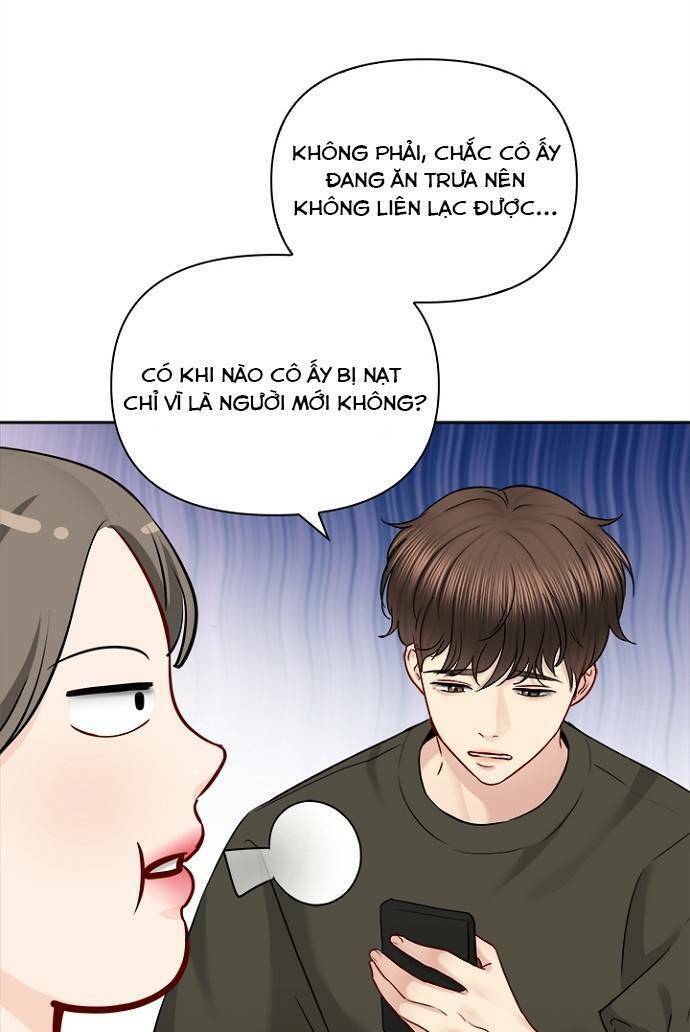 KHÔNG PHẢI, CHẮC CÔ ẤY
ĐANG ĂN TRƯA NÊN
KHÔNG LIÊN LẠC ĐƯỢC...
CÓ KHI NÀO CÔ ẤY BỊ NẠT
CHỈ VÌ LÀ NGƯỜI MỚI KHÔNG?